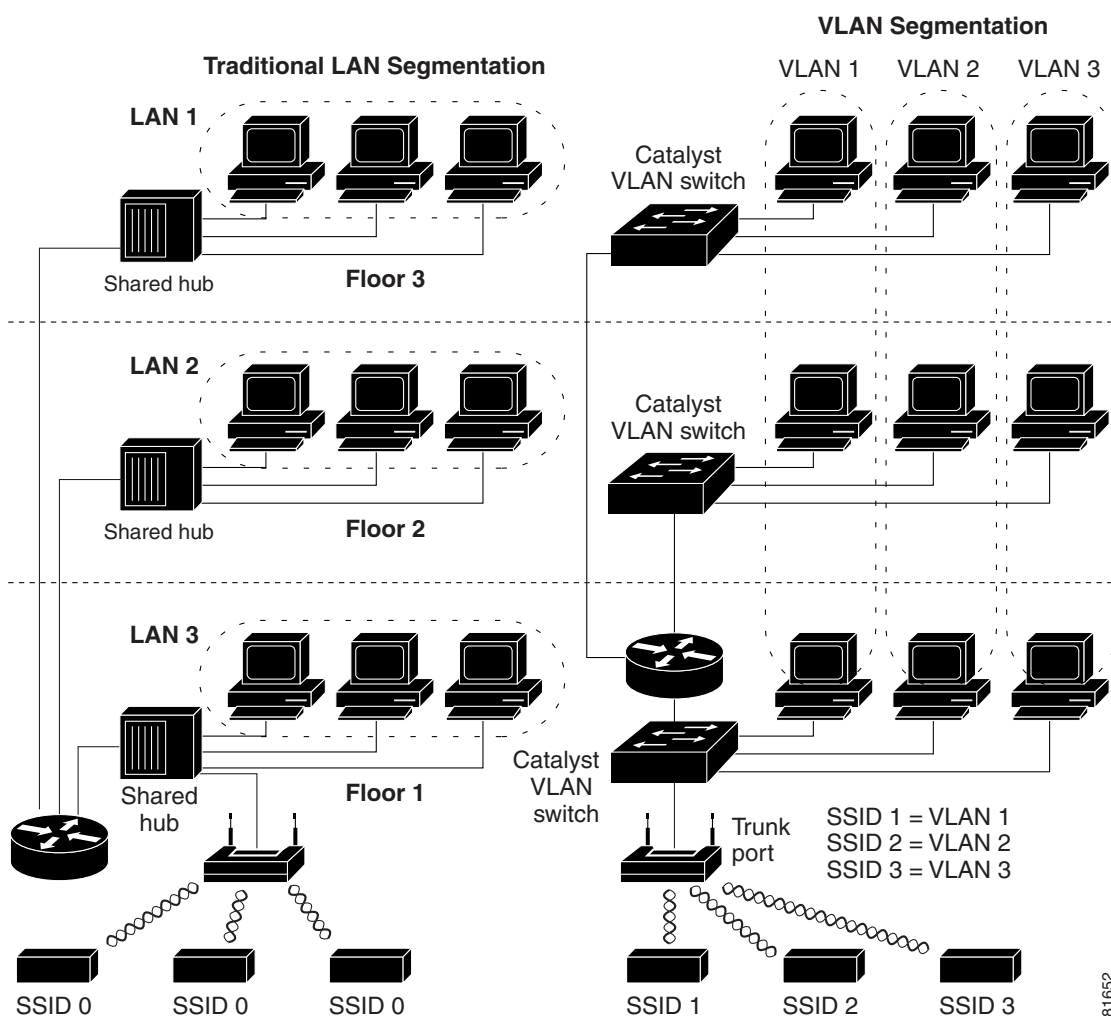 VLAN Segmentation
Traditional LAN Segmentation
VLAN 1 VLAN 2 VLAN 3
LAN 1
Catalyst
VLAN switch
Shared hub
Floor 3
LAN 2
Catalyst
VLAN switch
Shared hub
Floor 2
LAN 3
Shared
hub
Floor 1
Catalyst
VLAN
switch
Trunk
port
SSID 1 = VLAN 1
SSID 2 = VLAN 2
SSID 3 = VLAN 3
SSID 0 SSID 0 SSID 0
SSID 1 SSID 2 SSID 3
81652